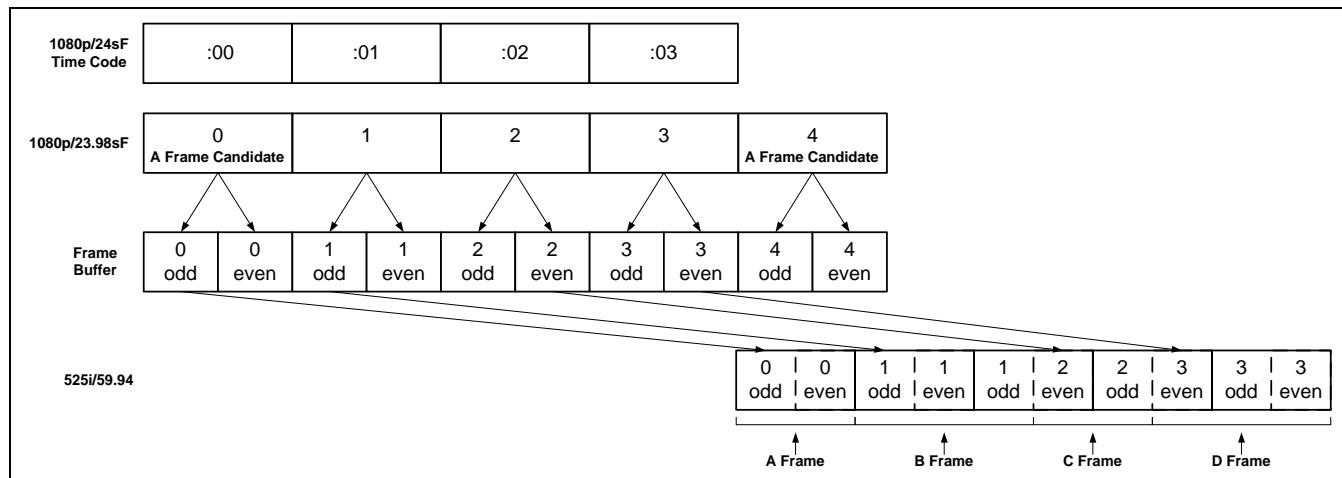 1080p/24sF
Time Code
:00 :01 :02 :03
1080p/23.98sF
0 1 2 3 4
A Frame Candidate A Frame Candidate
Frame
Buffer
0 0 1 1 2 2 3 3 4 4
odd even odd even odd even odd even odd even
525i/59.94
0 0 1 1 1 2 2 3 3 3
odd even odd even odd even odd even odd even
A Frame B Frame C Frame D Frame